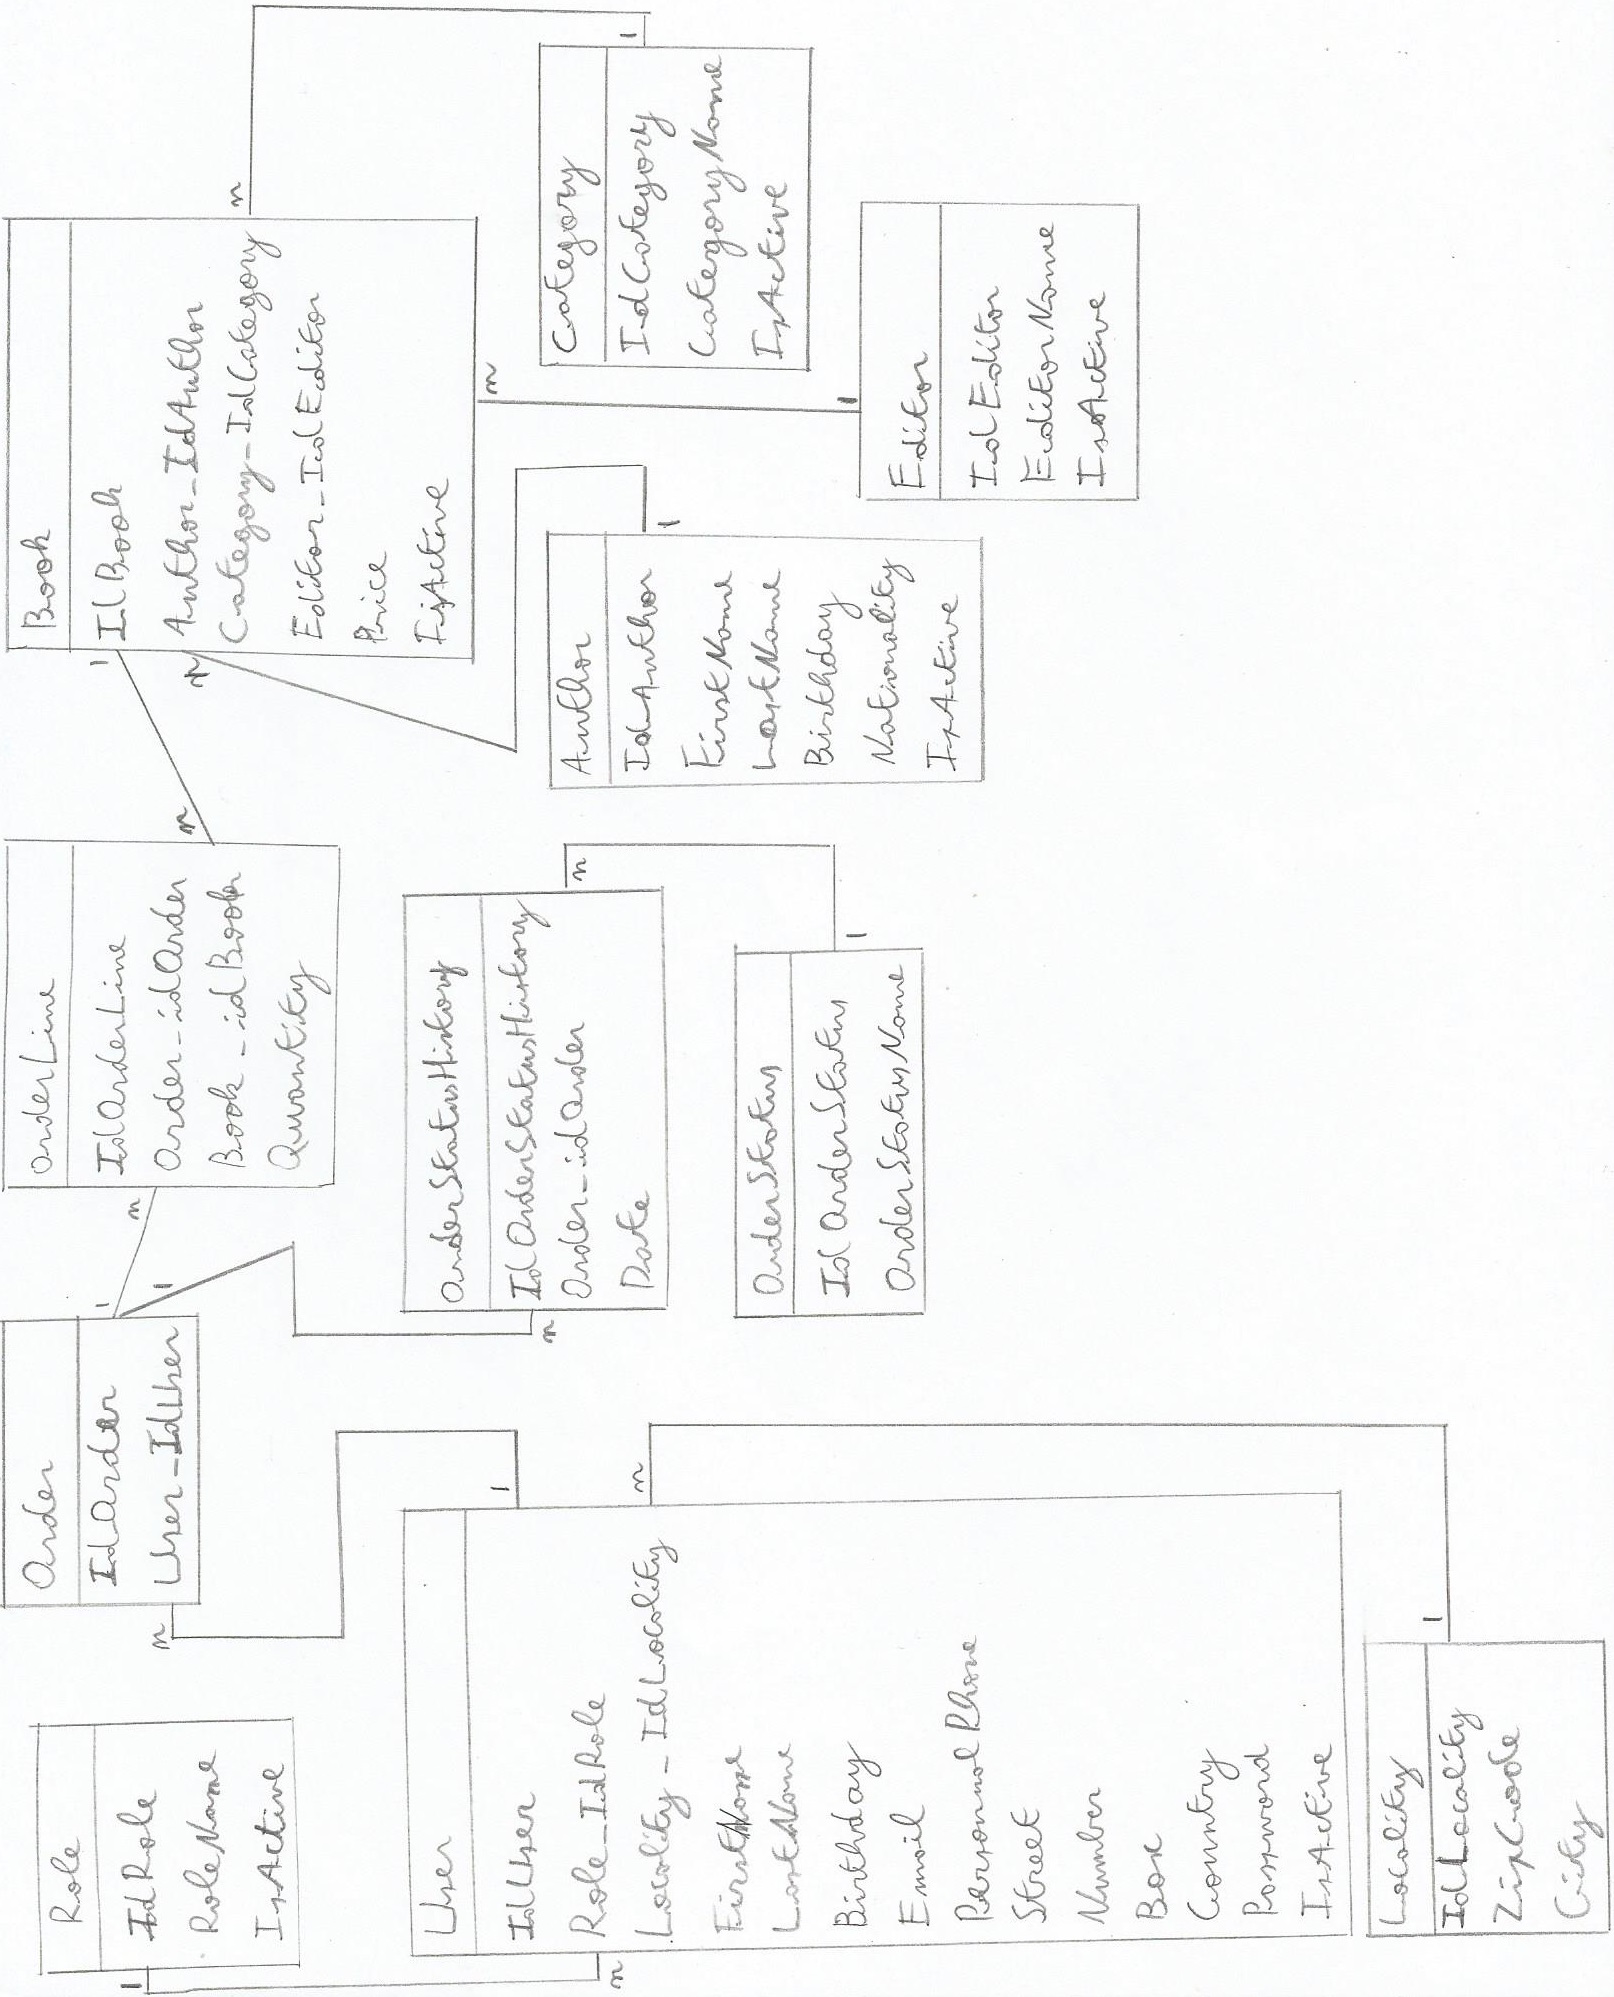 Role
IdRole
RoleName
IsActive
1
n
User
IdUser
Role_IdRole
Locality_IdLocality
FirstName
LastName
Birthday
Email
PersonnalPhone
Street
Number
Box
Country
Password
IsActive
1
n
Locality
IdLocality
ZipCode
City
1
Order
IdOrder
User_IdUser
n
1
1
OrderLine
IdOrderLine
Order_idOrder
Book_idBook
Quantity
n
n
OrderStatusHistory
IdOrderStatusHistory
Order_idOrder
Date
n
n
OrderStatus
IdOrderStatus
OrderStatusName
1
Book
IdBook
Author_IdAuthor
Category_IdCategory
Editor_IdEditor
Price
IsActive
1
n
n
n
Author
IdAuthor
FirstName
LastName
Birthday
Nationality
IsActive
1
Category
IdCategory
CategoryName
IsActive
1
Editor
IdEditor
EditorName
IsActive
1